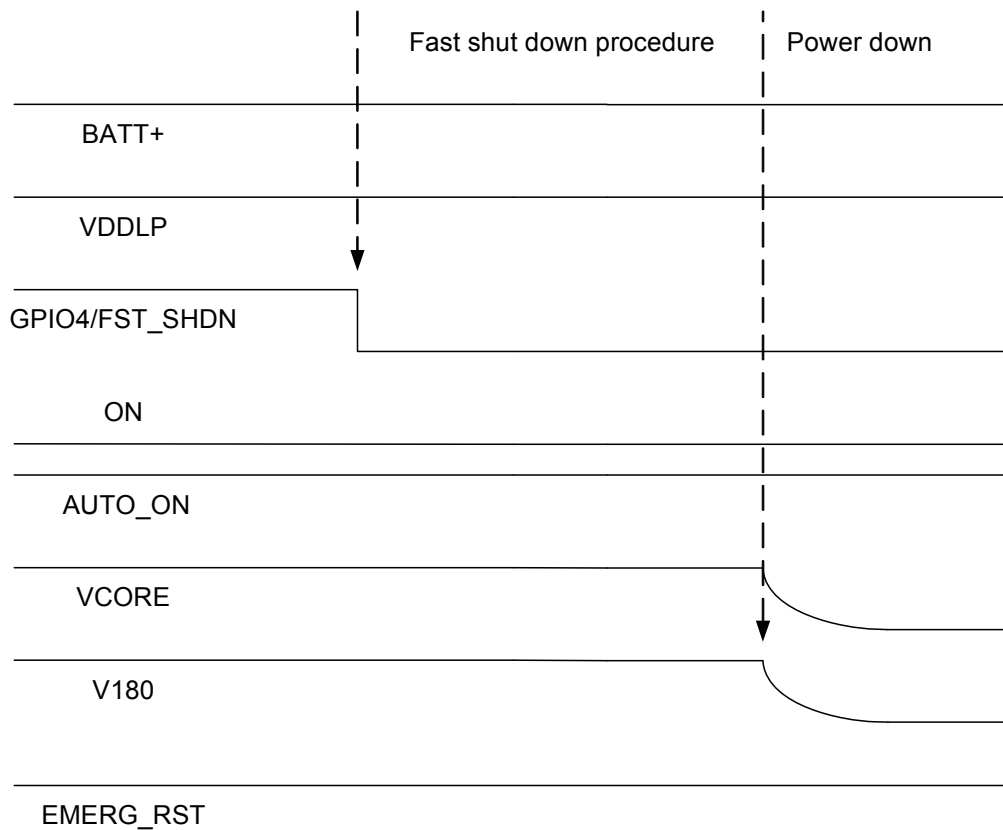 Fast shut down procedure
Power down
BATT+
VDDLP
GPIO4/FST_SHDN
ON
AUTO_ON
VCORE
V180
EMERG_RST